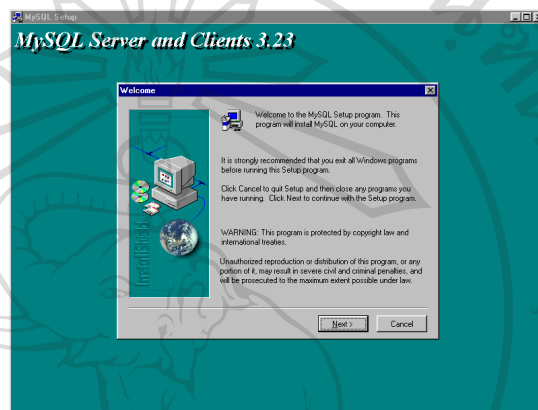 MySQL Setup
MySQL Server and Clients 3.23
Welcome
Welcome to the MySQL Setup program. This
program will install MySQL on your computer.
It is strongly recommended that you exit all Windows programs
before running this Setup program.
Click Cancel to quit Setup and then close any programs you
have running. Click Next to continue with the Setup program.
WARNING: This program is protected by copyright law and
international treaties.
Unauthorized reproduction or distribution of this program, or any
portion of it, may result in severe civil and criminal penalties, and
will be prosecuted to the maximum extent possible under law.
InstallShield
Next >
Cancel